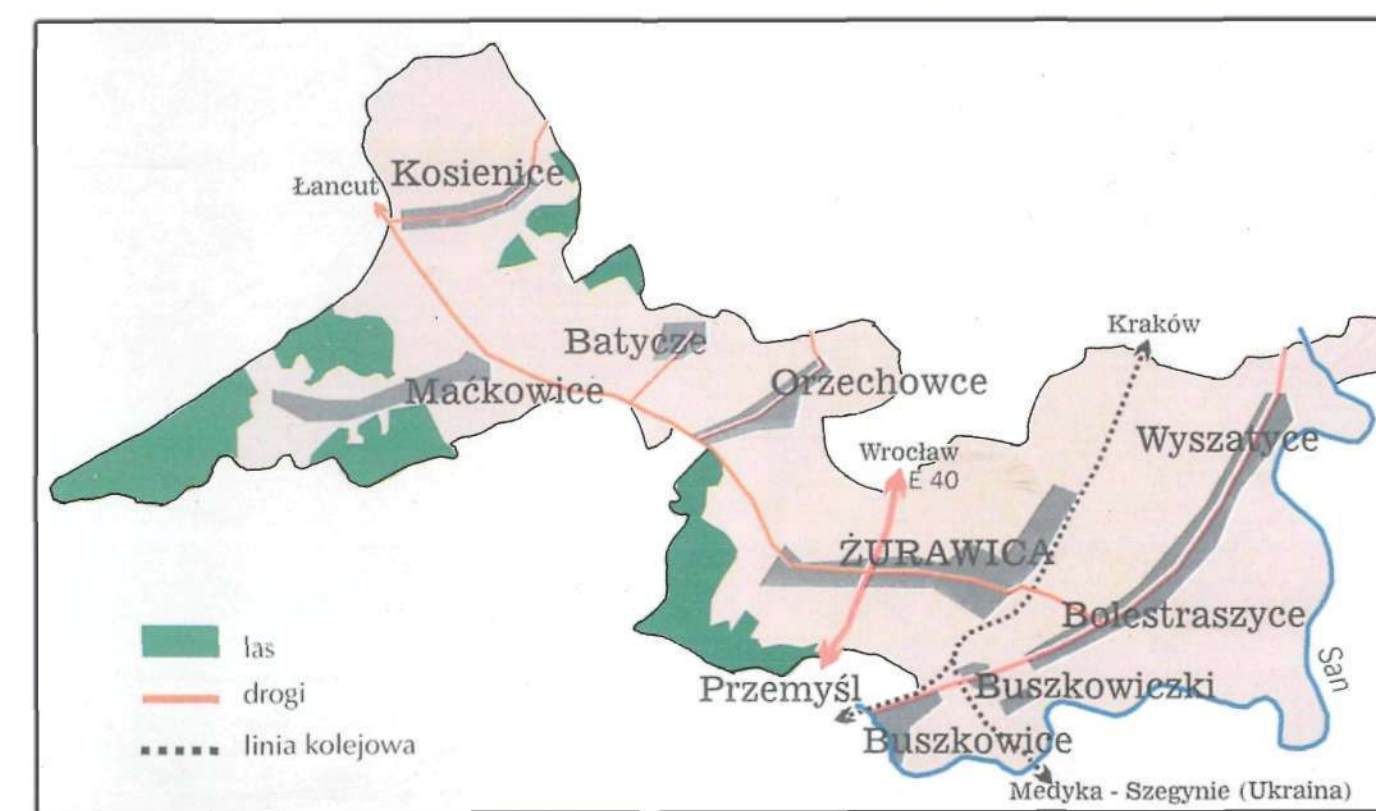 Łancut
Kosienice
Batycze
Maćkowice
Orzechowce
Kraków
Wrocław
E 40
Wyszatyce
ŻURAWICA
Bolestraszyce
Przemyśl
Buszkowiczki
Buszkowice
San
Medyka - Szegynie (Ukraina)
las
drogi
linia kolejowa